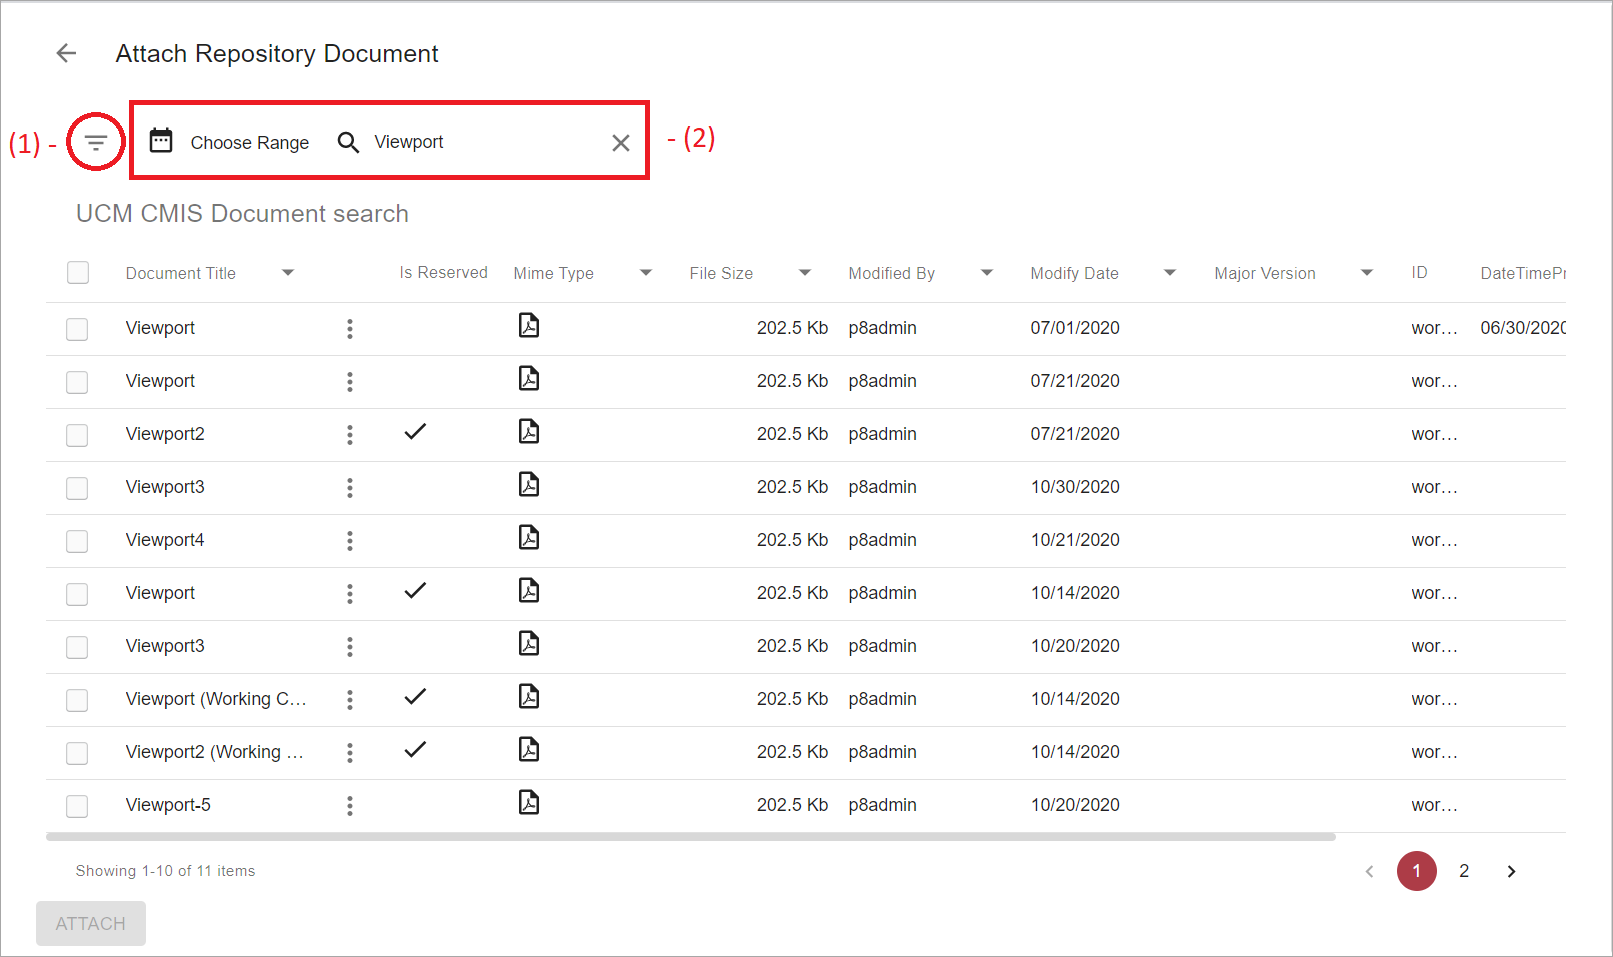 Attach Repository Document
(1) - Choose Range Viewport - (2)
UCM CMIS Document search
Document Title Is Reserved Mime Type File Size Modified By Modify Date Major Version ID DateTimePr
Viewport 202.5 Kb p8admin 07/01/2020 wor... 06/30/2020
Viewport 202.5 Kb p8admin 07/21/2020 wor...
Viewport2 202.5 Kb p8admin 07/21/2020 wor...
Viewport3 202.5 Kb p8admin 10/30/2020 wor...
Viewport4 202.5 Kb p8admin 10/21/2020 wor...
Viewport 202.5 Kb p8admin 10/14/2020 wor...
Viewport3 202.5 Kb p8admin 10/20/2020 wor...
Viewport (Working C... 202.5 Kb p8admin 10/14/2020 wor...
Viewport2 (Working ... 202.5 Kb p8admin 10/14/2020 wor...
Viewport-5 202.5 Kb p8admin 10/20/2020 wor...
Showing 1-10 of 11 items 1 2
ATTACH